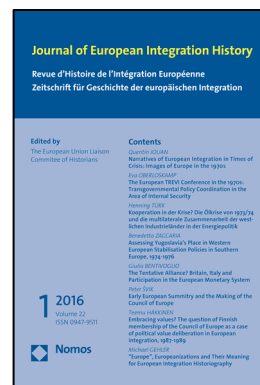 Journal of European Integration History
Revue d'Histoire de l'Intégration Européenne
Zeitschrift für Geschichte der europäischen Integration
Edited by
The European Union Liaison
Commitee of Historians
Contents
Quentin JOUAN
Narratives of European Integration in Times of
Crisis: Images of Europe in the 1970s
Eva OBERLOSKAMP
The European TREVI Conference in the 1970s:
Transgovernmental Policy Coordination in the
Area of Internal Security
Henning TÜRK
Kooperation in der Krise? Die Ölkrise von 1973/74
und die multilaterale Zusammenarbeit der west-
lichen Industrieländer in der Energiepolitik
Benedetto ZACCARIA
Assessing Yugoslavia's Place in Western
European Stabilisation Policies in Southern
Europe, 1974-1976
Giulia BENTIVOGLIO
The Tentative Alliance? Britain, Italy and
Participation in the European Monetary System
Peter ŠVÍK
Early European Summitry and the Making of the
Council of Europe
Teemu HÄKKINEN
Embracing values? The question of Finnish
membership of the Council of Europe as a case
of political value deliberation in European
integration, 1987-1989
Michael GEHLER
"Europe", Europeanizations and Their Meaning
for European Integration Historiography
1 2016
Volume 22
ISSN 0947-9511
Nomos